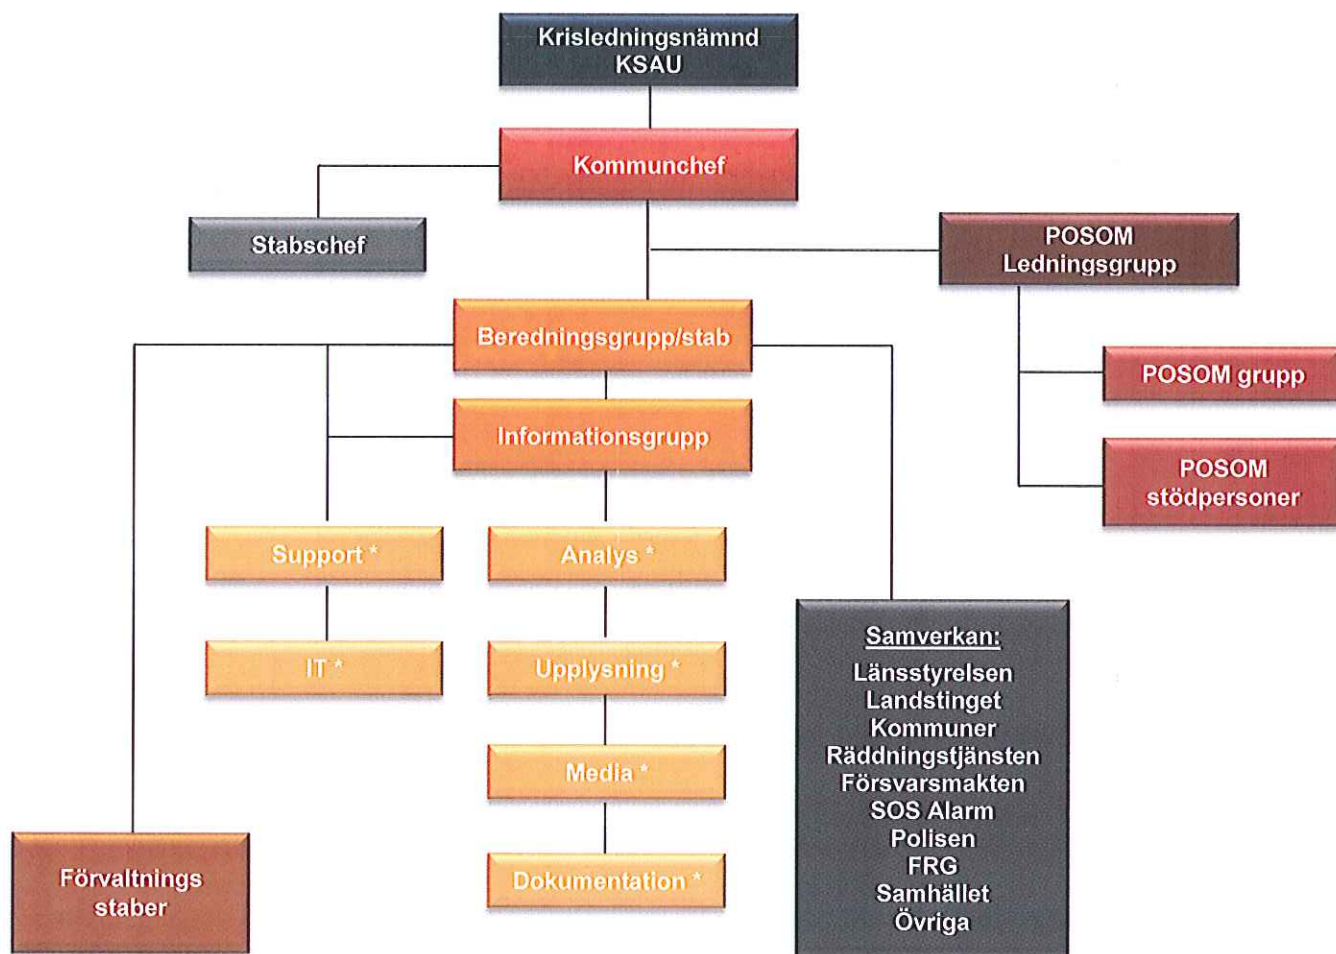 Krisledningsnämnd
KSAU
Kommunchef
Stabschef
POSOM
Ledningsgrupp
Beredningsgrupp/stab
POSOM grupp
Informationsgrupp
POSOM
stödpersoner
Support *
Analys *
IT *
Upplysning *
Media *
Dokumentation *
Förvaltnings
staber
Samverkan:
Länsstyrelsen
Landstinget
Kommuner
Räddningstjänsten
Försvarsmakten
SOS Alarm
Polisen
FRG
Samhället
Övriga